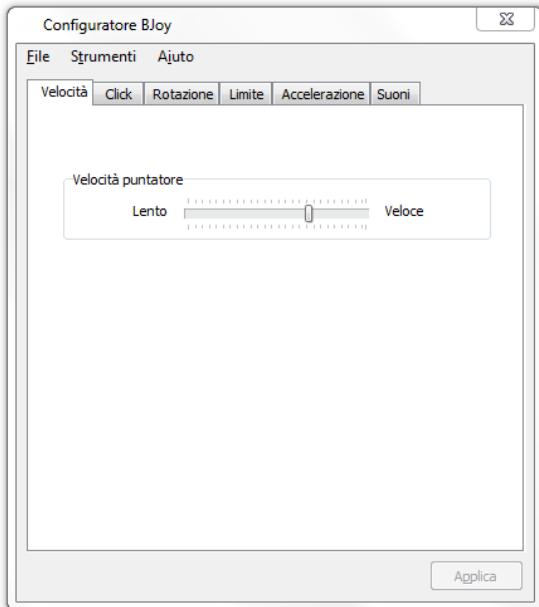 Configuratore BJoy
File Strumenti Aiuto
Velocità Click Rotazione Limite Accelerazione Suoni
Velocità puntatore
Lento Veloce
Applica